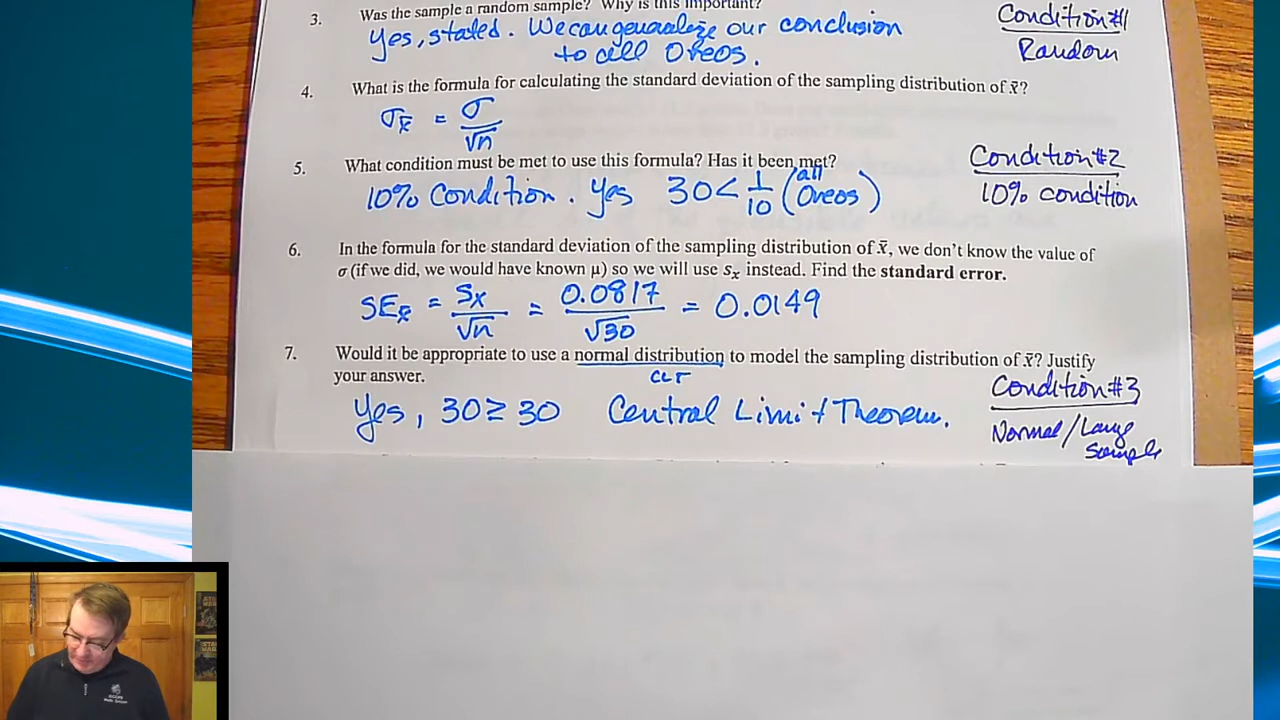 3. Was the sample a random sample? Why is this important?
Yes, stated. We can generalize our conclusion
to all Oreos.
Condition #1
Random
4. What is the formula for calculating the standard deviation of the sampling distribution of x̄?
σx̄ = σ/√n
5. What condition must be met to use this formula? Has it been met?
10% Condition. Yes 30 < 1/10 (all Oreos)
Condition #2
10% condition
6. In the formula for the standard deviation of the sampling distribution of x̄, we don't know the value of
σ (if we did, we would have known μ) so we will use sx instead. Find the standard error.
SEx̄ = sx/√n = 0.0817/√30 = 0.0149
7. Would it be appropriate to use a normal distribution to model the sampling distribution of x̄? Justify
your answer.
CLT
Yes, 30 ≥ 30 Central Limit Theorem.
Condition #3
Normal/Large
Sample